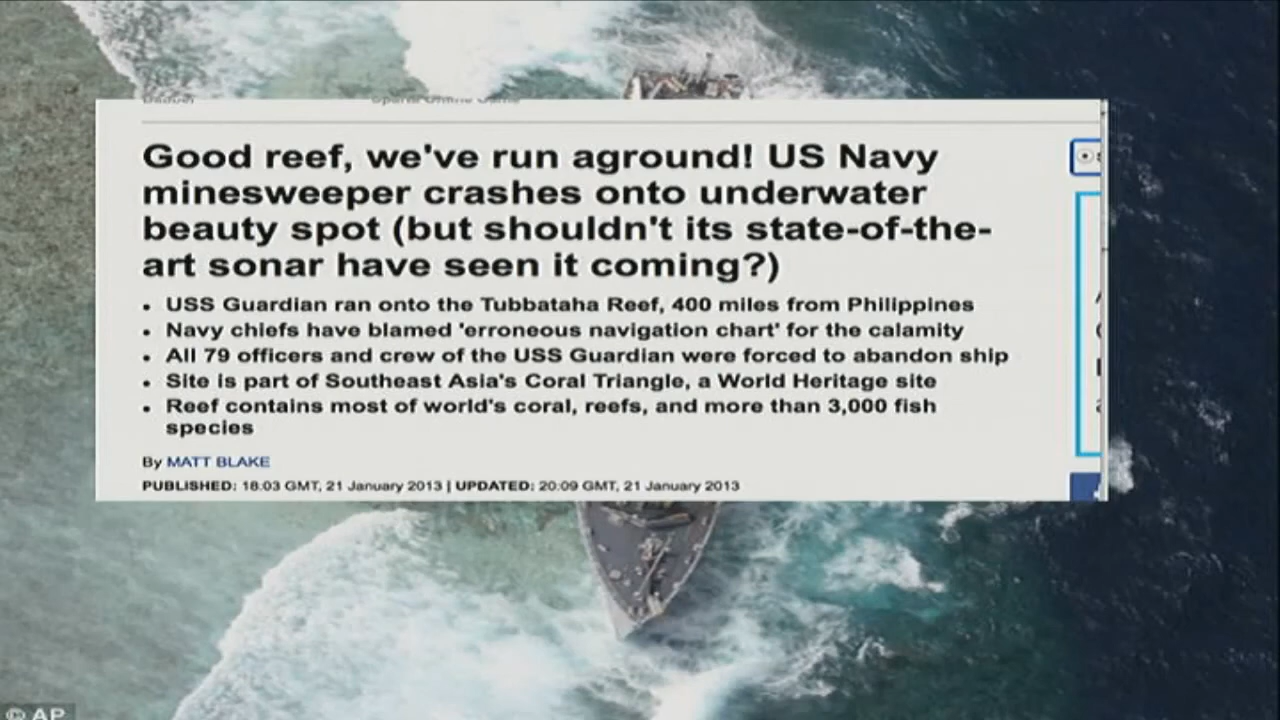 Good reef, we've run aground! US Navy
minesweeper crashes onto underwater
beauty spot (but shouldn't its state-of-the-
art sonar have seen it coming?)
• USS Guardian ran onto the Tubbataha Reef, 400 miles from Philippines
• Navy chiefs have blamed 'erroneous navigation chart' for the calamity
• All 79 officers and crew of the USS Guardian were forced to abandon ship
• Site is part of Southeast Asia's Coral Triangle, a World Heritage site
• Reef contains most of world's coral, reefs, and more than 3,000 fish
species
By MATT BLAKE
PUBLISHED: 18:03 GMT, 21 January 2013 | UPDATED: 20:09 GMT, 21 January 2013
© AP